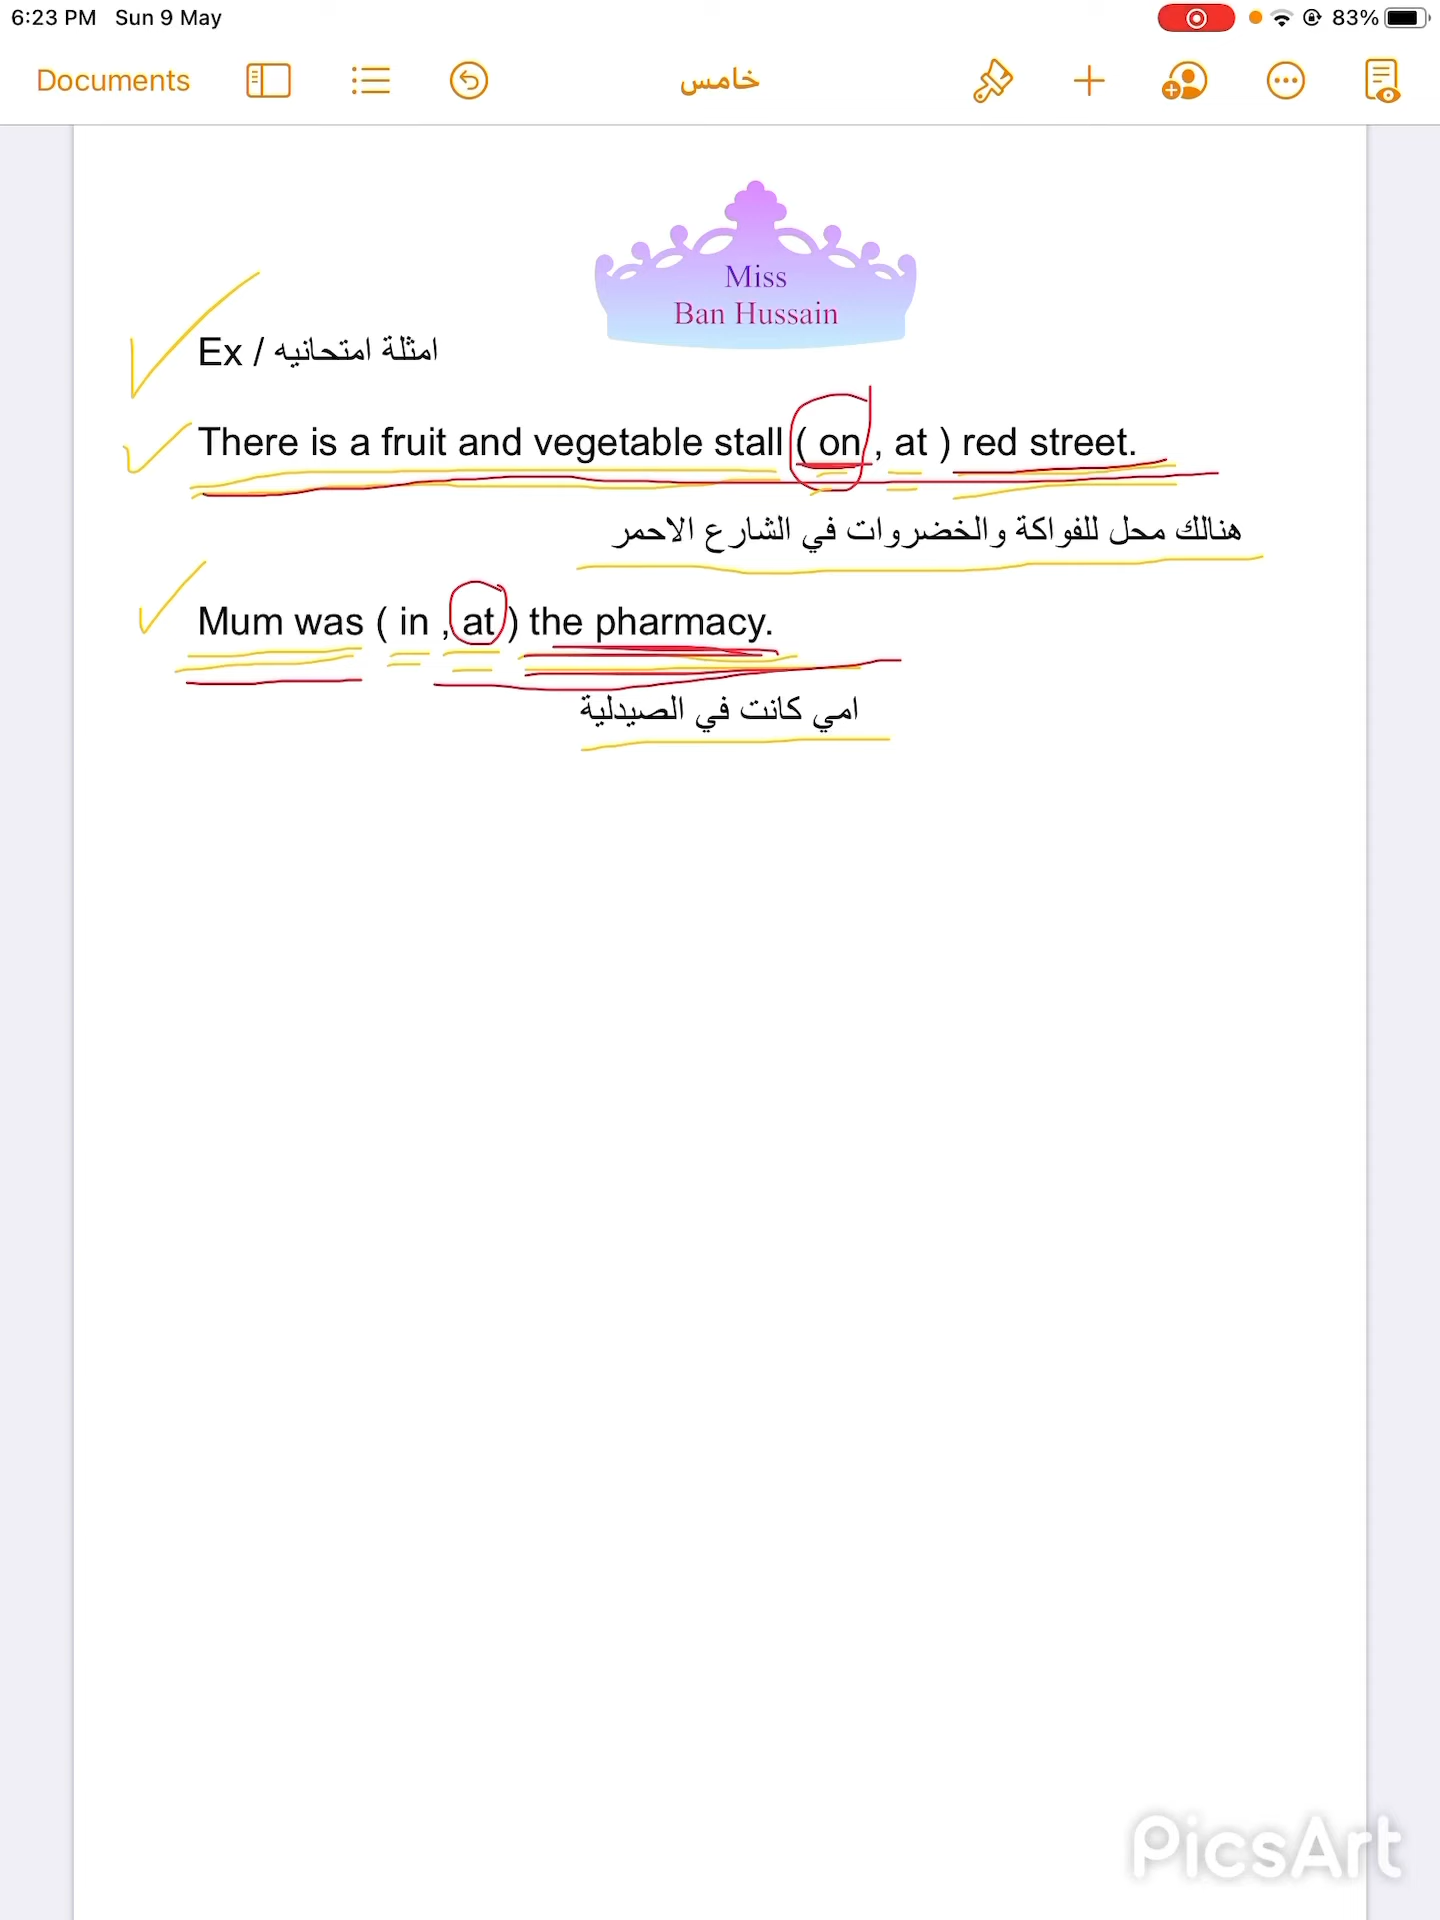 6:23 PM Sun 9 May 83%
Documents خامس
Miss
Ban Hussain
Ex / امثلة امتحانيه
There is a fruit and vegetable stall ( on , at ) red street.
هنالك محل للفواكة والخضروات في الشارع الاحمر
Mum was ( in , at ) the pharmacy.
امي كانت في الصيدلية
PicsArt